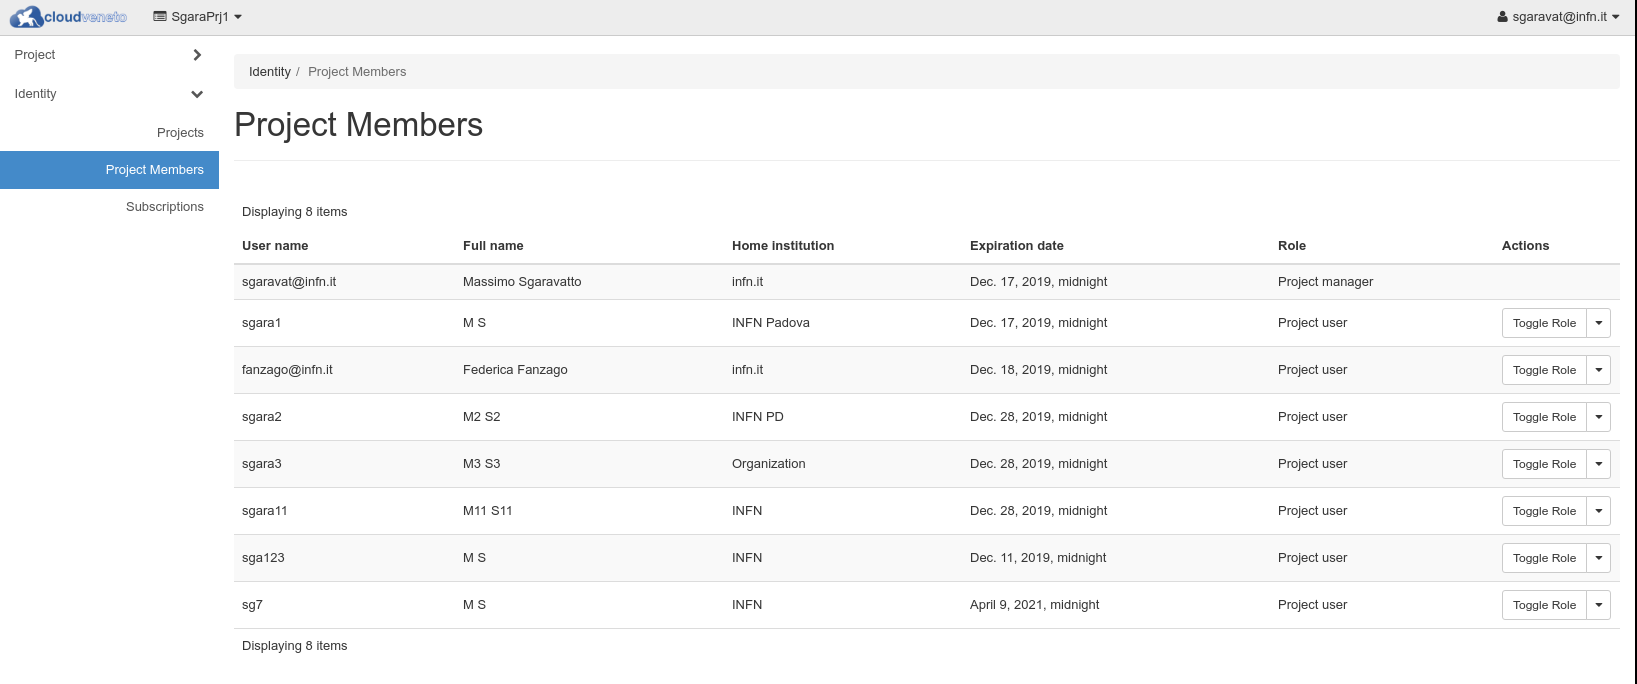 cloudveneto SgaraPrj1 sgaravat@infn.it
Project
Identity
Projects
Project Members
Subscriptions
Identity / Project Members
Project Members
Displaying 8 items
User name Full name Home institution Expiration date Role Actions
sgaravat@infn.it Massimo Sgaravatto infn.it Dec. 17, 2019, midnight Project manager
sgara1 M S INFN Padova Dec. 17, 2019, midnight Project user Toggle Role
fanzago@infn.it Federica Fanzago infn.it Dec. 18, 2019, midnight Project user Toggle Role
sgara2 M2 S2 INFN PD Dec. 28, 2019, midnight Project user Toggle Role
sgara3 M3 S3 Organization Dec. 28, 2019, midnight Project user Toggle Role
sgara11 M11 S11 INFN Dec. 28, 2019, midnight Project user Toggle Role
sga123 M S INFN Dec. 11, 2019, midnight Project user Toggle Role
sg7 M S INFN April 9, 2021, midnight Project user Toggle Role
Displaying 8 items